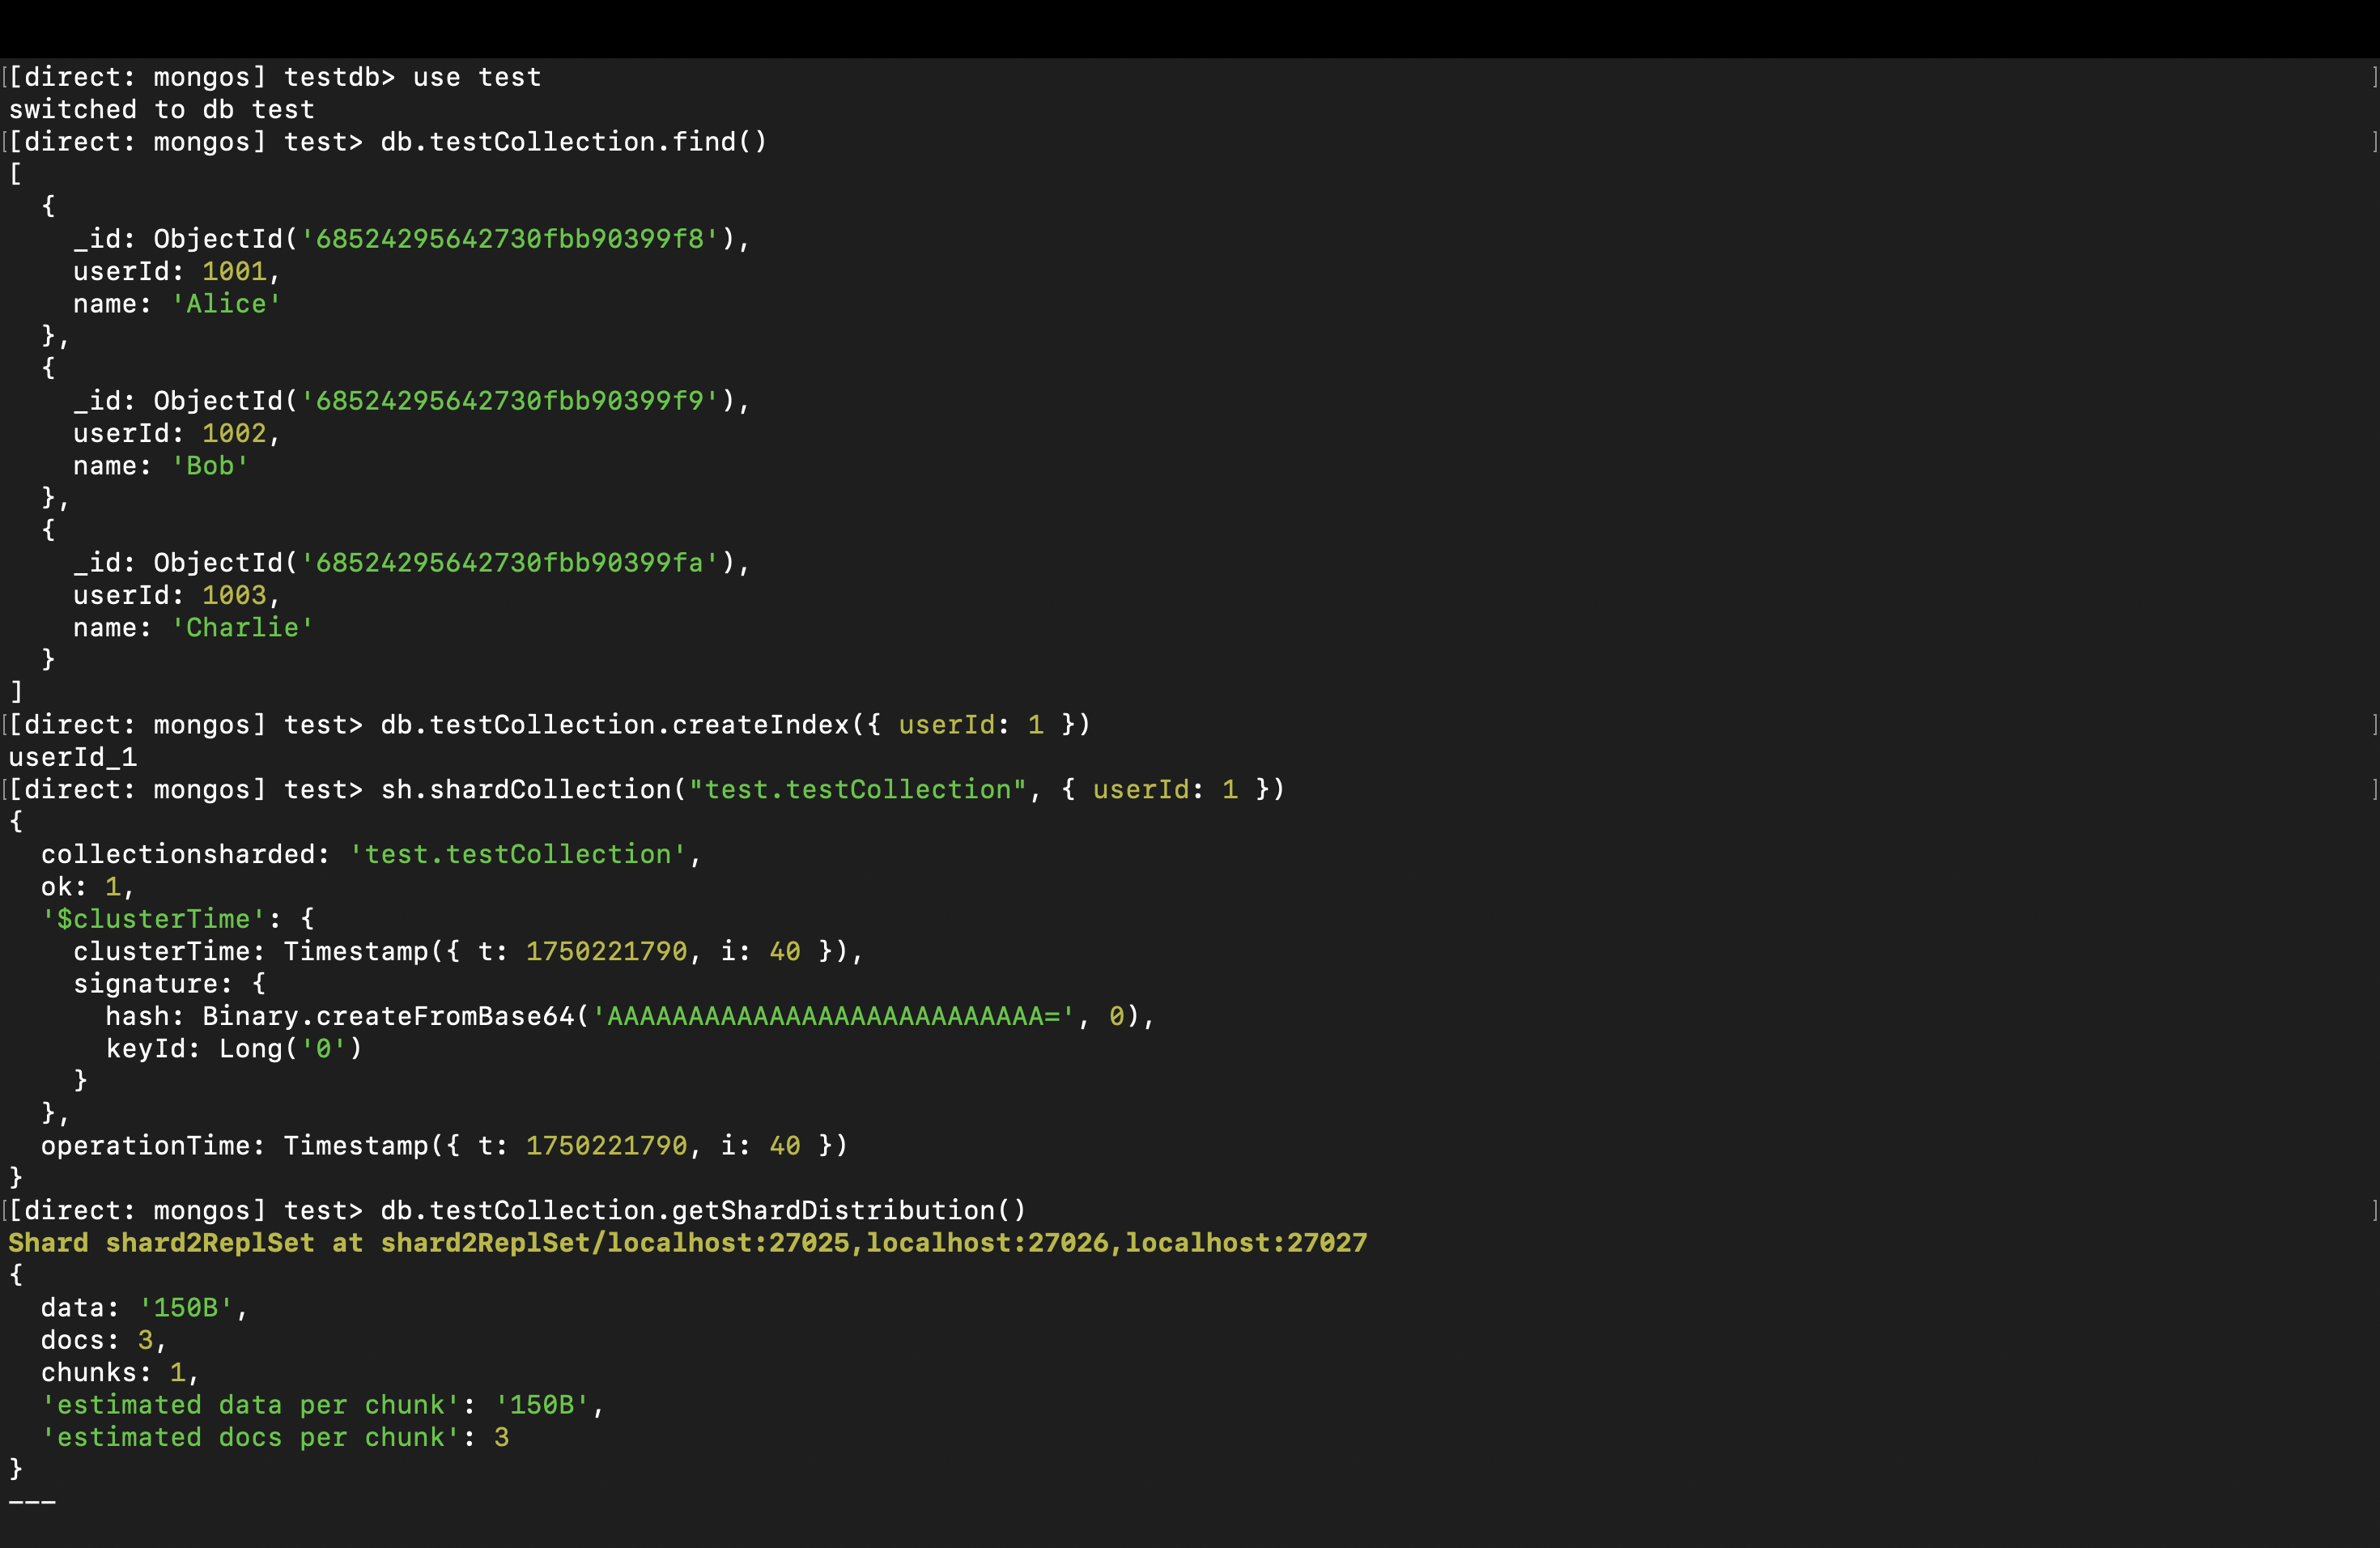 [[direct: mongos] testdb> use test ]
switched to db test
[[direct: mongos] test> db.testCollection.find() ]
[
  {
    _id: ObjectId('68524295642730fbb90399f8'),
    userId: 1001,
    name: 'Alice'
  },
  {
    _id: ObjectId('68524295642730fbb90399f9'),
    userId: 1002,
    name: 'Bob'
  },
  {
    _id: ObjectId('68524295642730fbb90399fa'),
    userId: 1003,
    name: 'Charlie'
  }
]
[[direct: mongos] test> db.testCollection.createIndex({ userId: 1 }) ]
userId_1
[[direct: mongos] test> sh.shardCollection("test.testCollection", { userId: 1 }) ]
{
  collectionsharded: 'test.testCollection',
  ok: 1,
  '$clusterTime': {
    clusterTime: Timestamp({ t: 1750221790, i: 40 }),
    signature: {
      hash: Binary.createFromBase64('AAAAAAAAAAAAAAAAAAAAAAAAAAA=', 0),
      keyId: Long('0')
    }
  },
  operationTime: Timestamp({ t: 1750221790, i: 40 })
}
[[direct: mongos] test> db.testCollection.getShardDistribution() ]
Shard shard2ReplSet at shard2ReplSet/localhost:27025,localhost:27026,localhost:27027
{
  data: '150B',
  docs: 3,
  chunks: 1,
  'estimated data per chunk': '150B',
  'estimated docs per chunk': 3
}
---